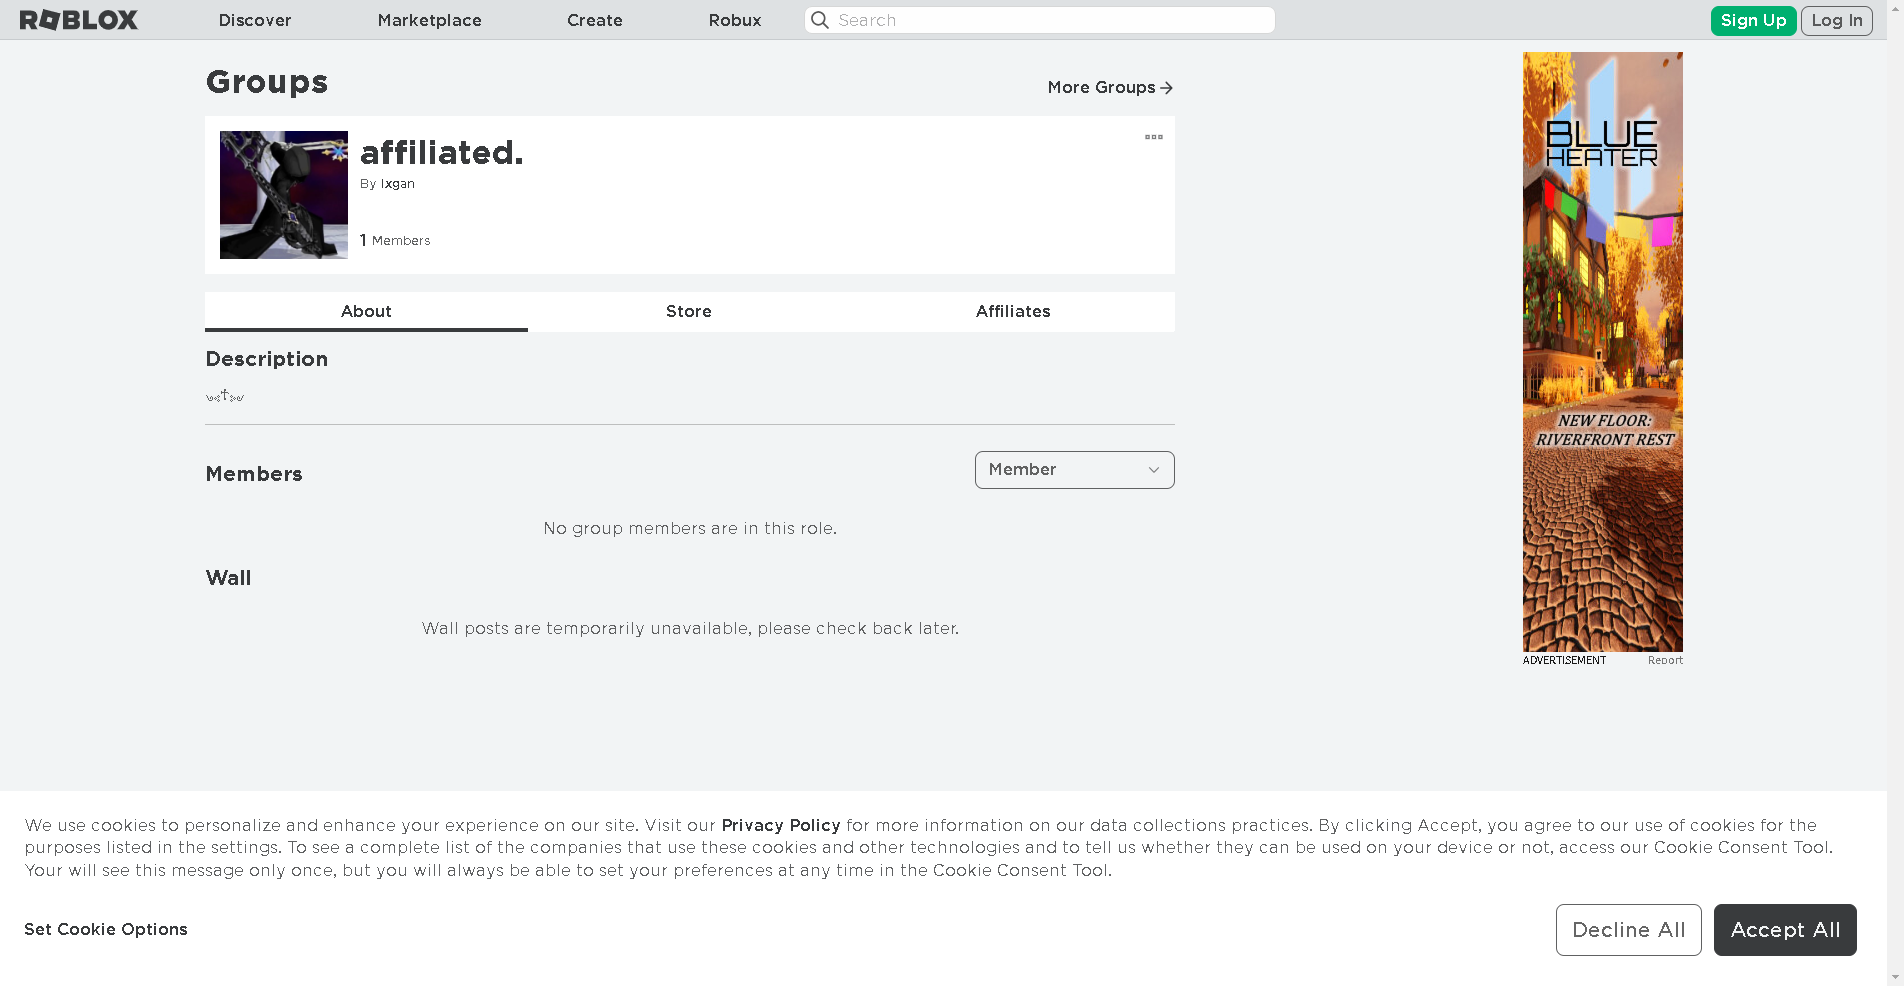 ROBLOX
Discover
Marketplace
Create
Robux
Search
Sign Up
Log In
Groups
More Groups
affiliated.
By lxgan
1 Members
About
Store
Affiliates
Description
Members
Member
No group members are in this role.
Wall
Wall posts are temporarily unavailable, please check back later.
BLUE
HEATER
NEW FLOOR:
RIVERFRONT REST
ADVERTISEMENT
Report
We use cookies to personalize and enhance your experience on our site. Visit our Privacy Policy for more information on our data collections practices. By clicking Accept, you agree to our use of cookies for the
purposes listed in the settings. To see a complete list of the companies that use these cookies and other technologies and to tell us whether they can be used on your device or not, access our Cookie Consent Tool.
Your will see this message only once, but you will always be able to set your preferences at any time in the Cookie Consent Tool.
Set Cookie Options
Decline All
Accept All